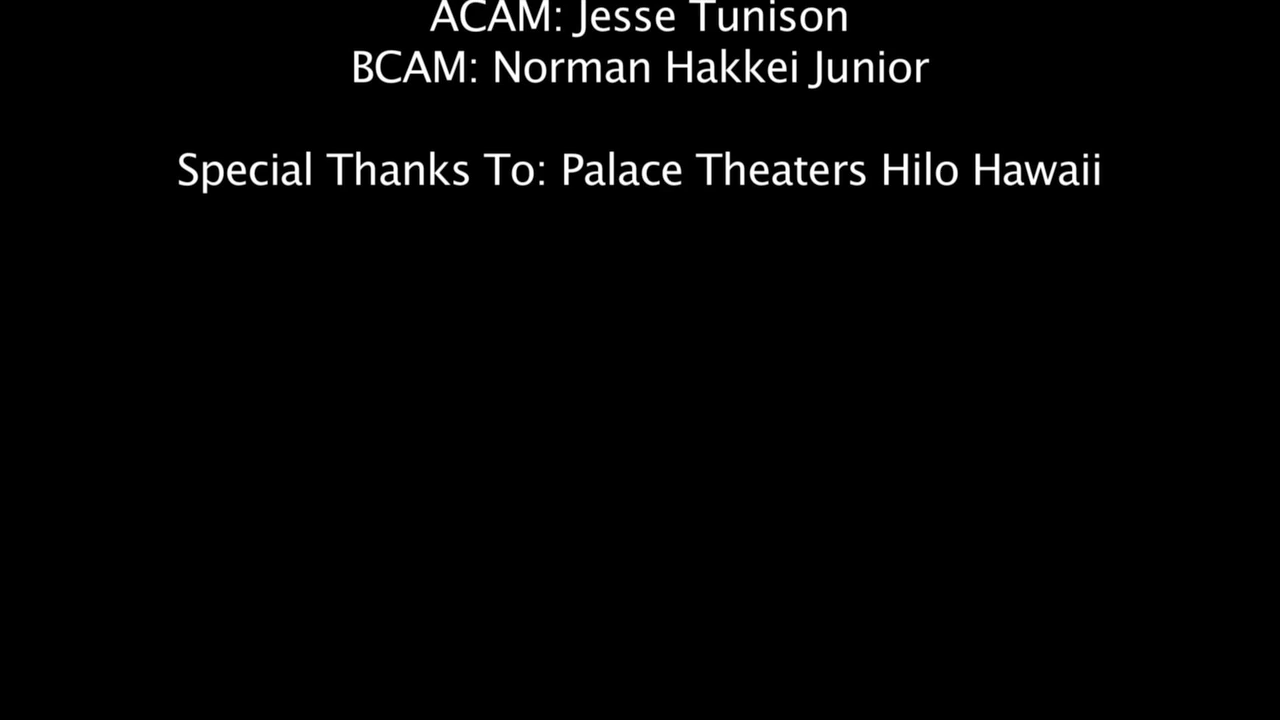 ACAM: Jesse Tunison
BCAM: Norman Hakkei Junior
Special Thanks To: Palace Theaters Hilo Hawaii